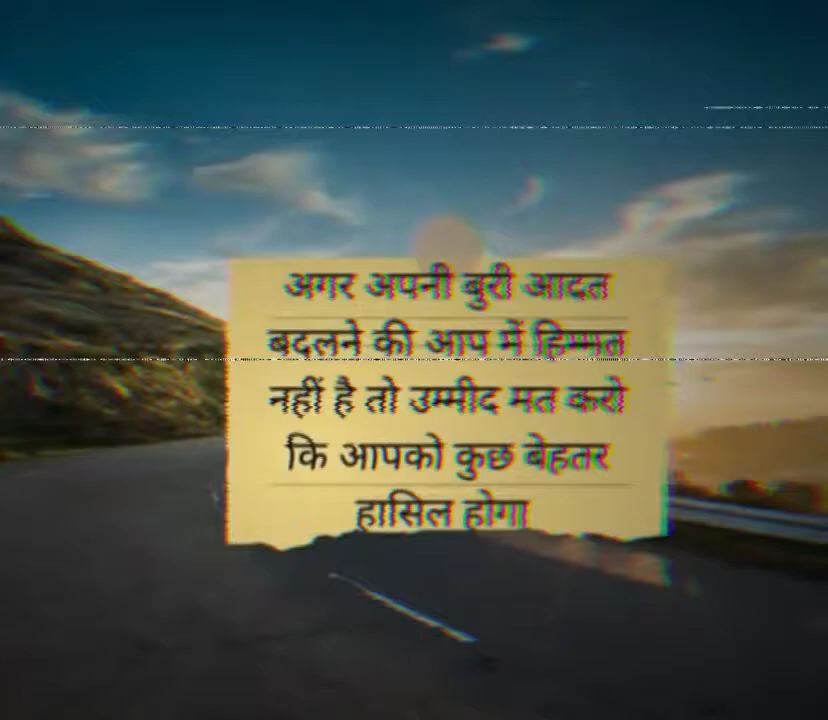 अगर अपनी बुरी आदत
बदलने की आप में हिम्मत
नहीं है तो उम्मीद मत करो
कि आपको कुछ बेहतर
हासिल होगा